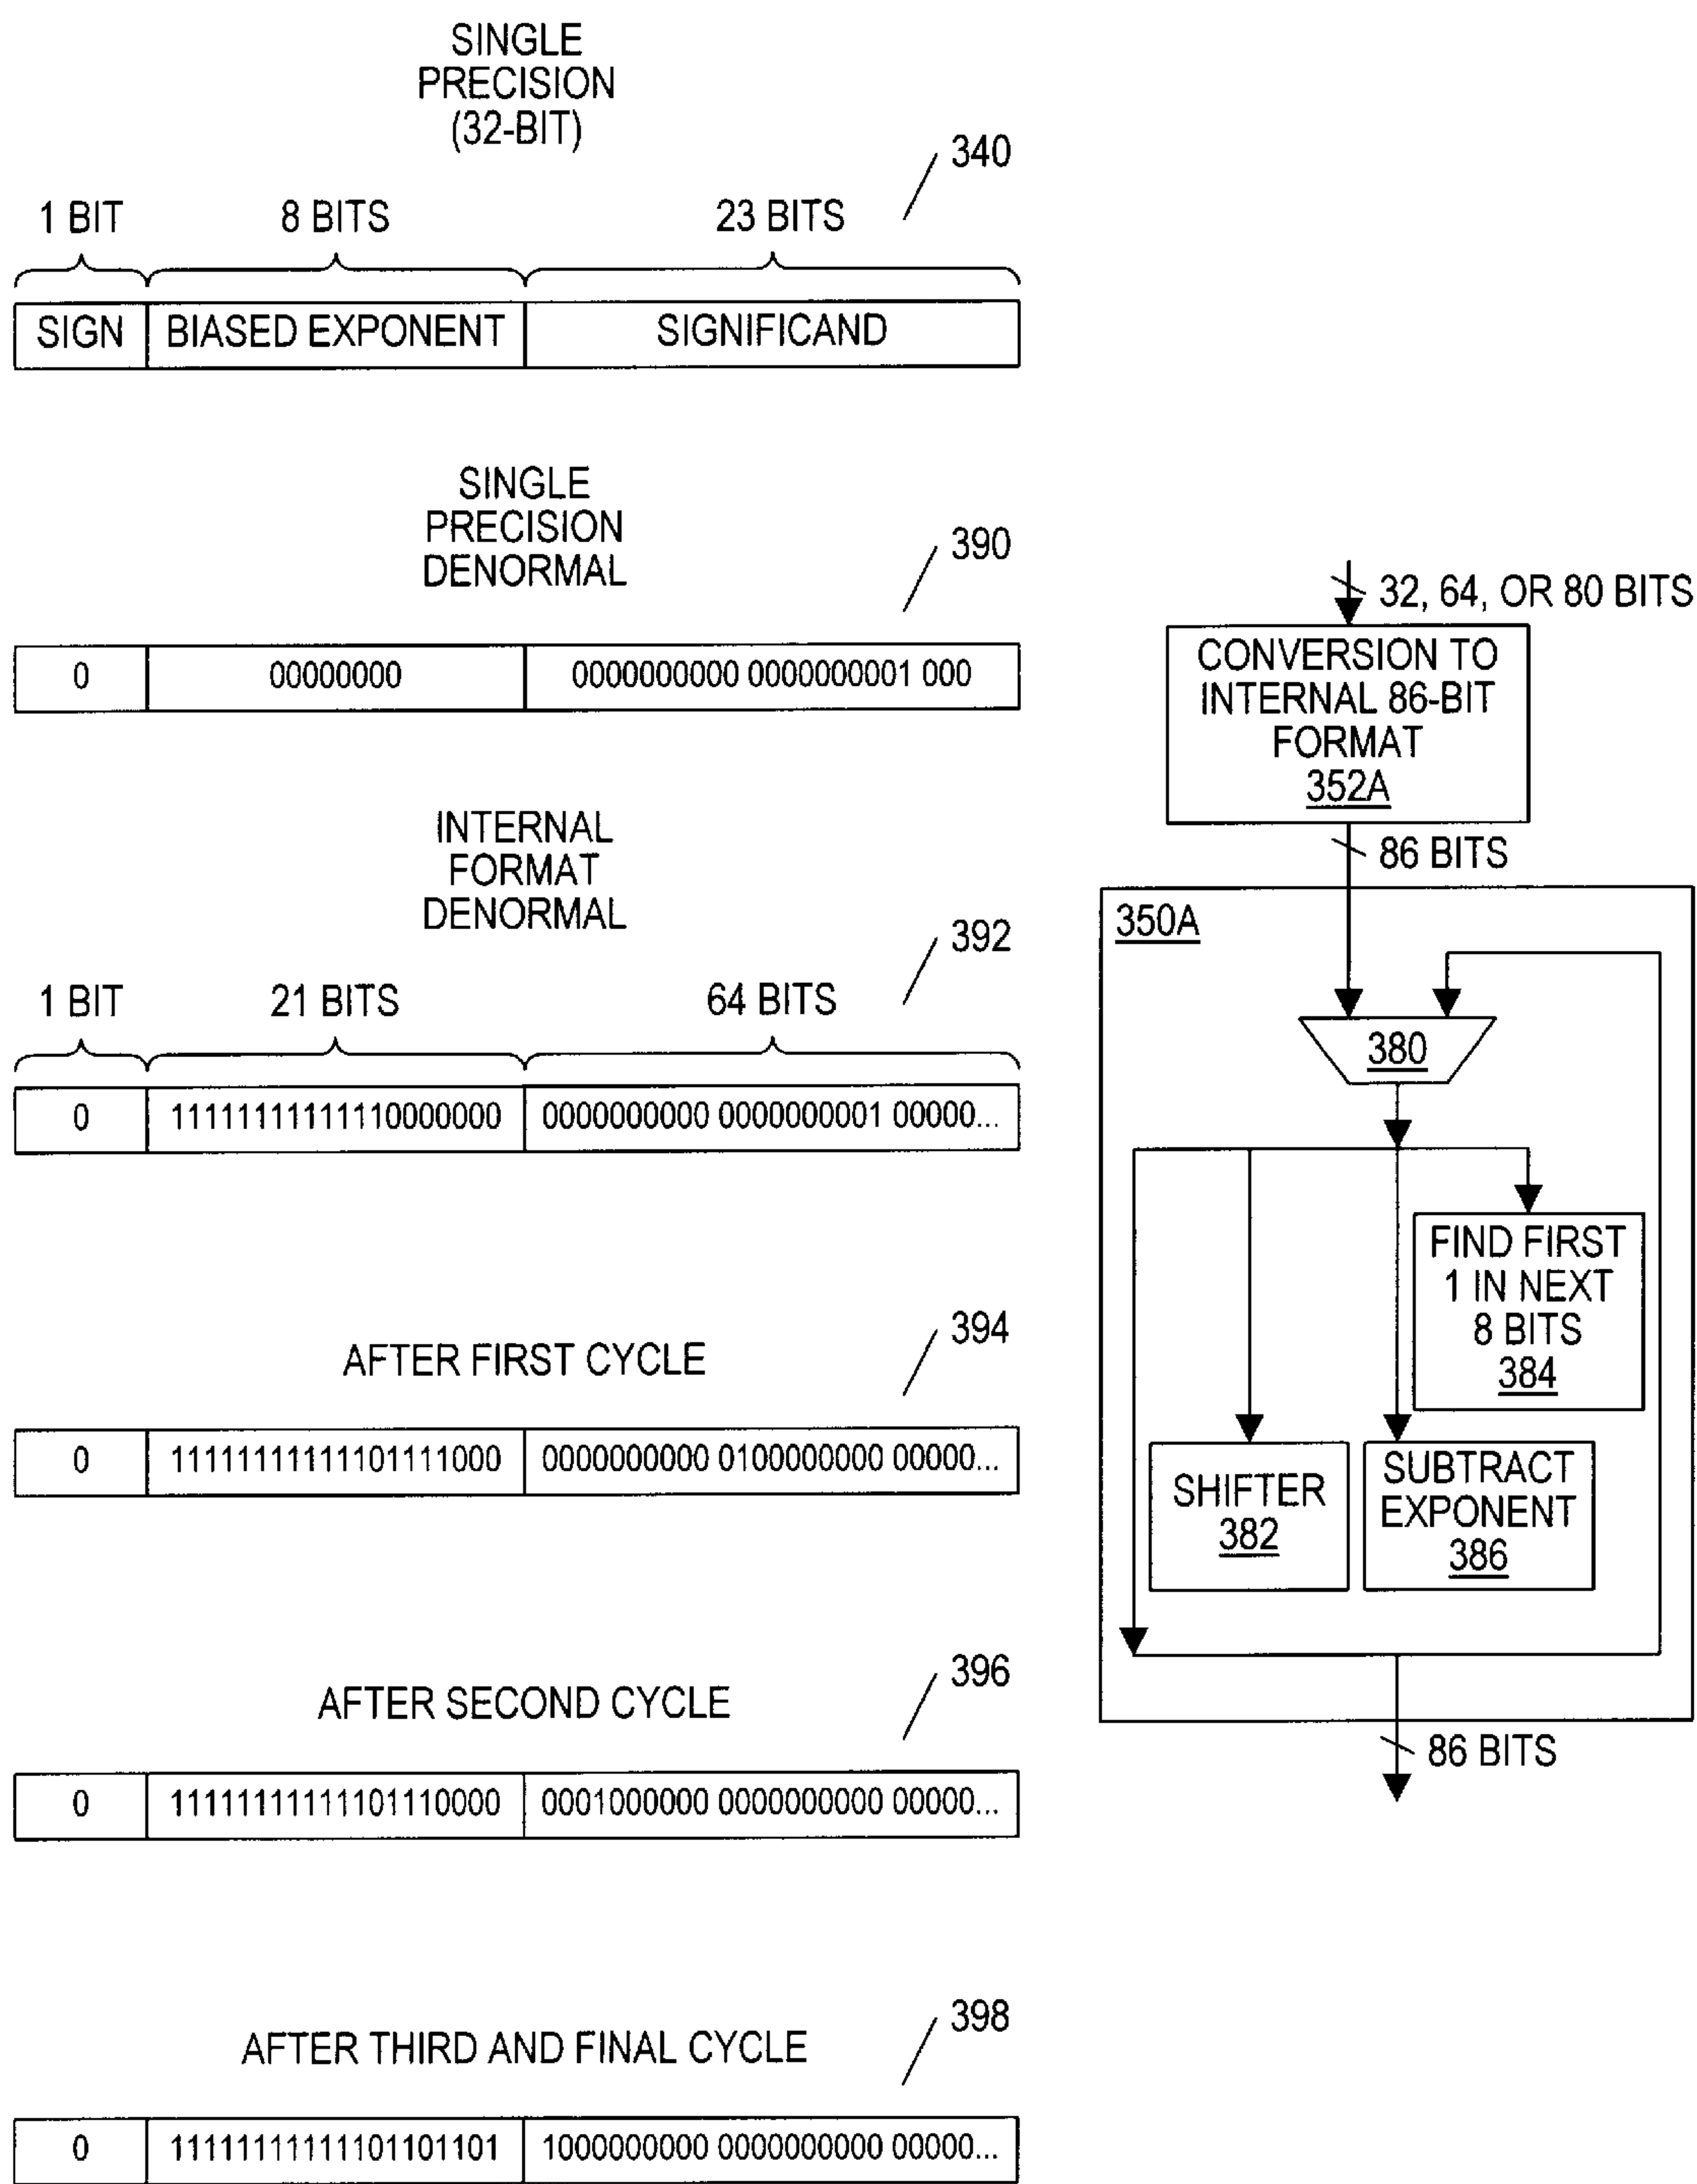 SINGLE
PRECISION
(32-BIT)
340
1 BIT
8 BITS
23 BITS
SIGN
BIASED EXPONENT
SIGNIFICAND
SINGLE
PRECISION
DENORMAL
390
0
00000000
0000000000 0000000001 000
INTERNAL
FORMAT
DENORMAL
392
1 BIT
21 BITS
64 BITS
0
11111111111110000000
0000000000 0000000001 00000...
AFTER FIRST CYCLE
394
0
11111111111101111000
0000000000 0100000000 00000...
AFTER SECOND CYCLE
396
0
11111111111101110000
0001000000 0000000000 00000...
AFTER THIRD AND FINAL CYCLE
398
0
11111111111101101101
1000000000 0000000000 00000...
32, 64, OR 80 BITS
CONVERSION TO
INTERNAL 86-BIT
FORMAT
352A
86 BITS
350A
380
FIND FIRST
1 IN NEXT
8 BITS
384
SHIFTER
382
SUBTRACT
EXPONENT
386
86 BITS